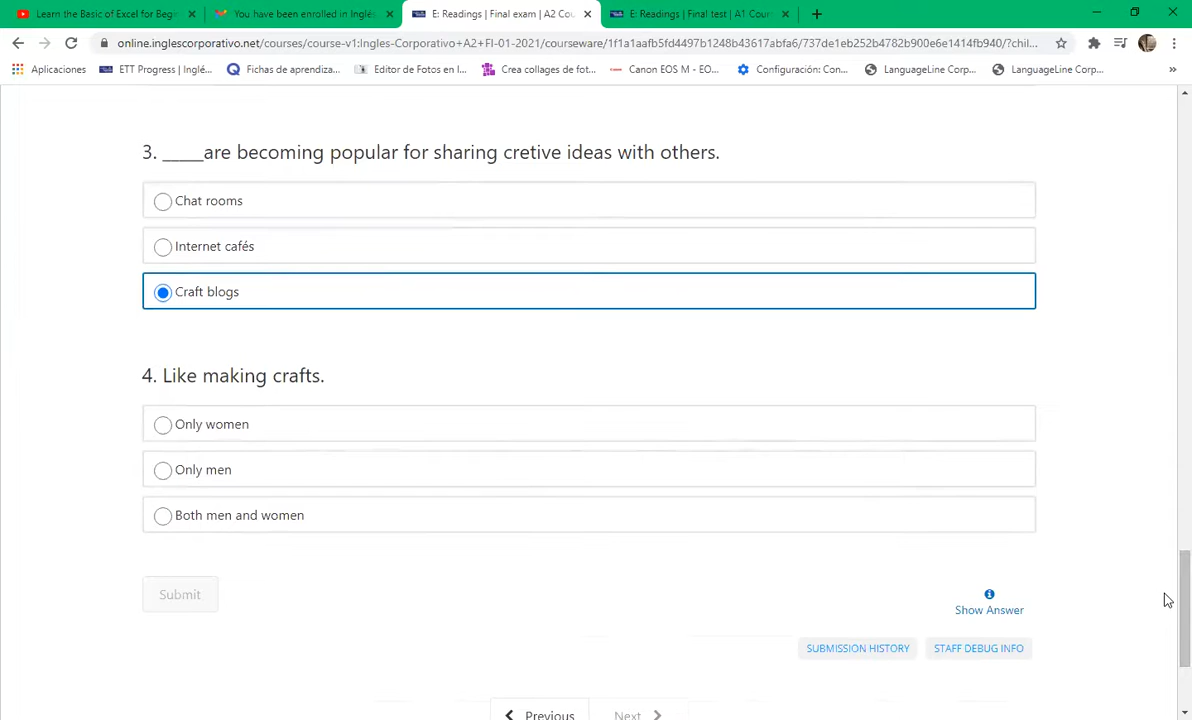 Learn the Basic of Excel for Beg
You have been enrolled in Inglés
E: Readings | Final exam | A2 Cou
E: Readings | Final test | A1 Cour
online.inglescorporativo.net/courses/course-v1:Ingles-Corporativo+A2+FI-01-2021/courseware/1f1a1aafb5fd4497b1248b43617abfa6/737de1eb252b4782b900e6e1414fb940/?chil...
Aplicaciones
ETT Progress | Inglé...
Fichas de aprendiza...
Editor de Fotos en l...
Crea collages de fot...
Canon EOS M - EO...
Configuración: Con...
LanguageLine Corp...
LanguageLine Corp...
3. _____are becoming popular for sharing cretive ideas with others.
Chat rooms
Internet cafés
Craft blogs
4. Like making crafts.
Only women
Only men
Both men and women
Submit
Show Answer
SUBMISSION HISTORY
STAFF DEBUG INFO
Previous
Next